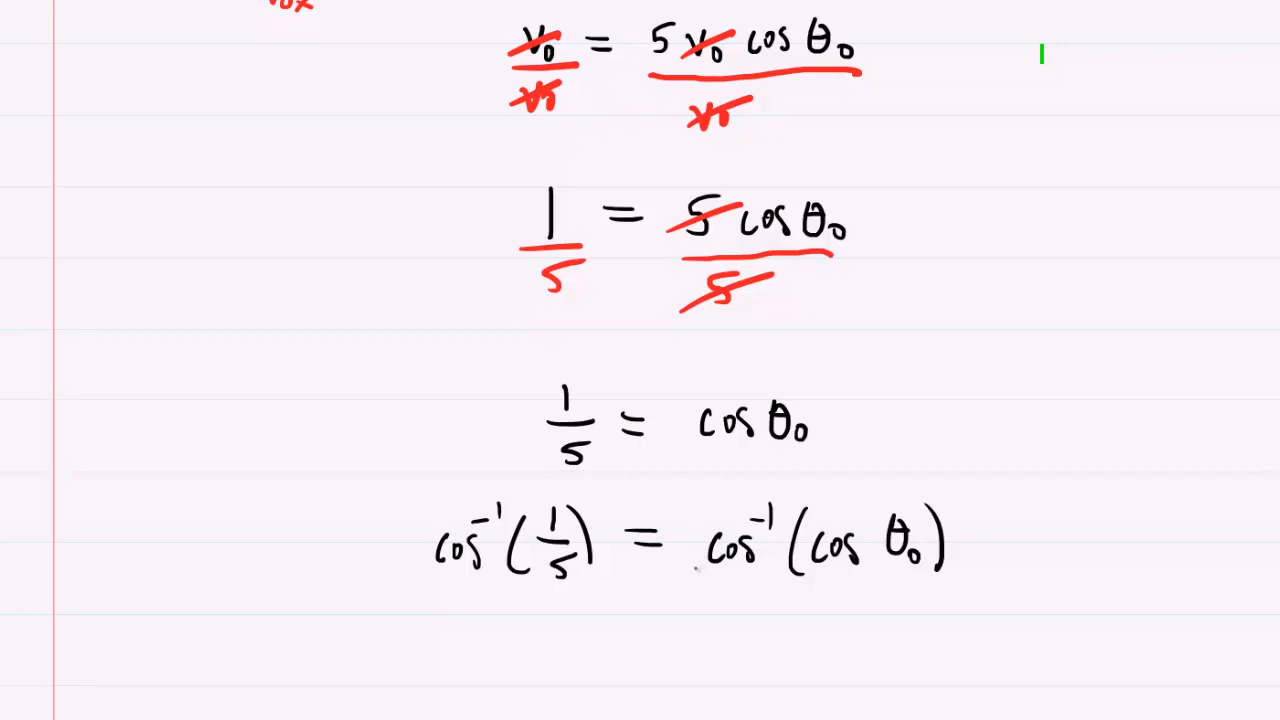 v₀ₓ
v₀ = 5 v₀ cos θ₀
v₀ v₀
1 = 5 cos θ₀
5 5
1/5 = cos θ₀
cos⁻¹(1/5) = cos⁻¹(cos θ₀)